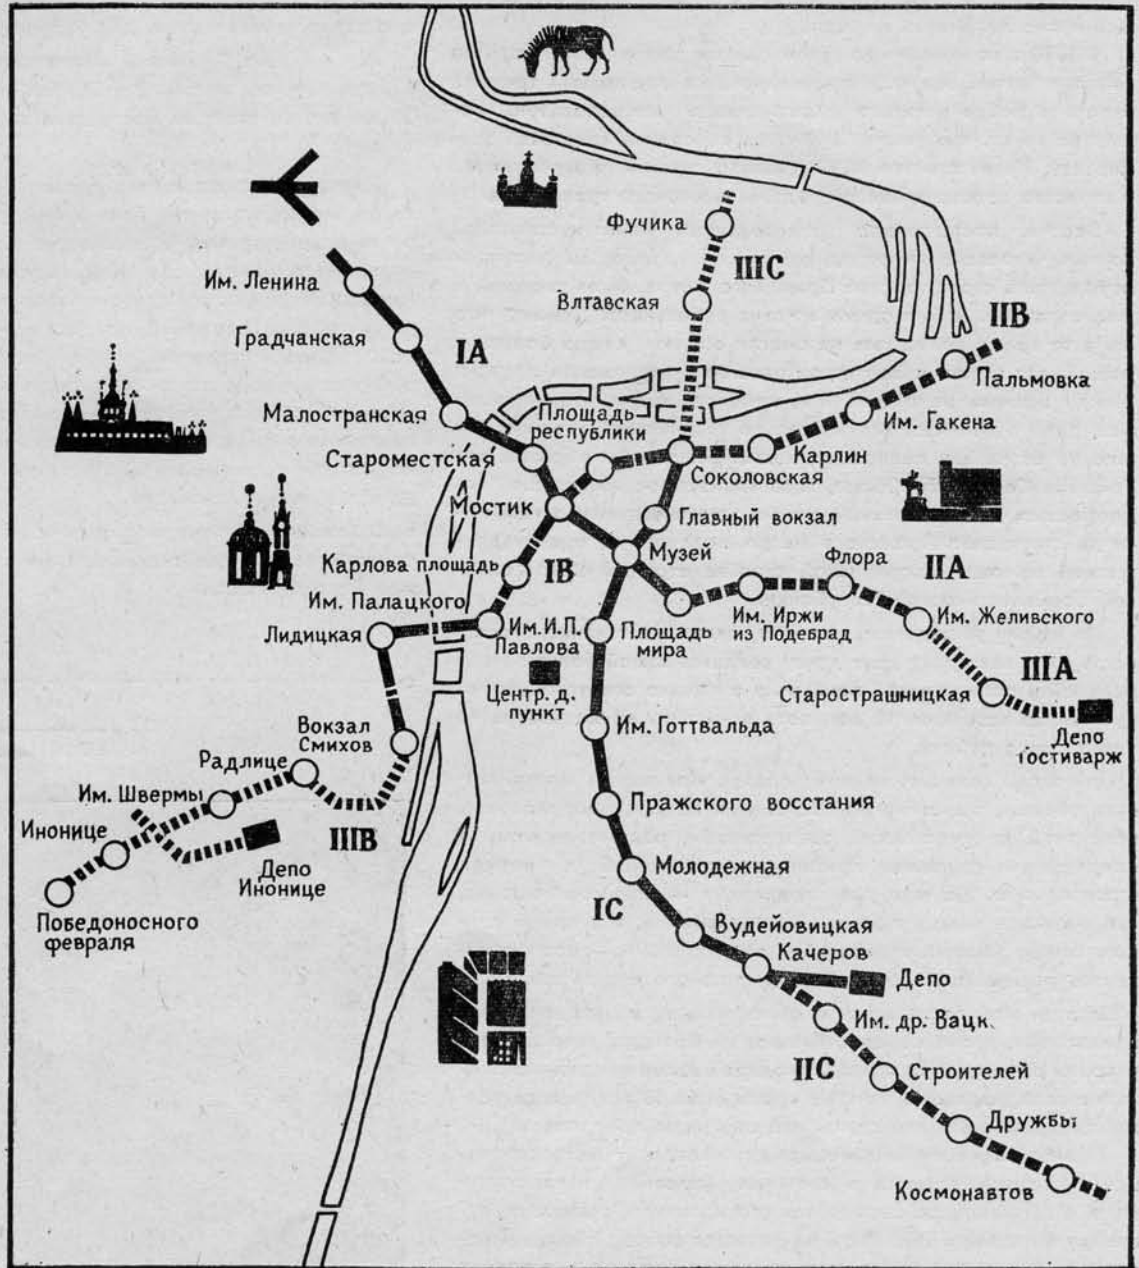 Фучика
IIIC
Им. Ленина
Влтавская
IIB
Градчанская
IA
Пальмовка
Малостранская
Площадь
республики
Им. Гакена
Староместская
Карлин
Соколовская
Мостик
Главный вокзал
Музей
Флора
IIA
Карлова площадь
IB
Им. Палацкого
Им. Иржи
из Подебрад
Им. Желивского
Лидицкая
Им. И.П.
Павлова
Площадь
мира
IIIA
Центр. д.
пункт
Старострашницкая
Вокзал
Смихов
Им. Готтвальда
Депо
Гостиварж
Радлице
Им. Швермы
Пражского восстания
Инонице
IIIB
Депо
Инонице
Молодежная
Победоносного
февраля
IC
Вудейовицкая
Качеров
Депо
Им. др. Вацк.
IIC
Строителей
Дружбы
Космонавтов